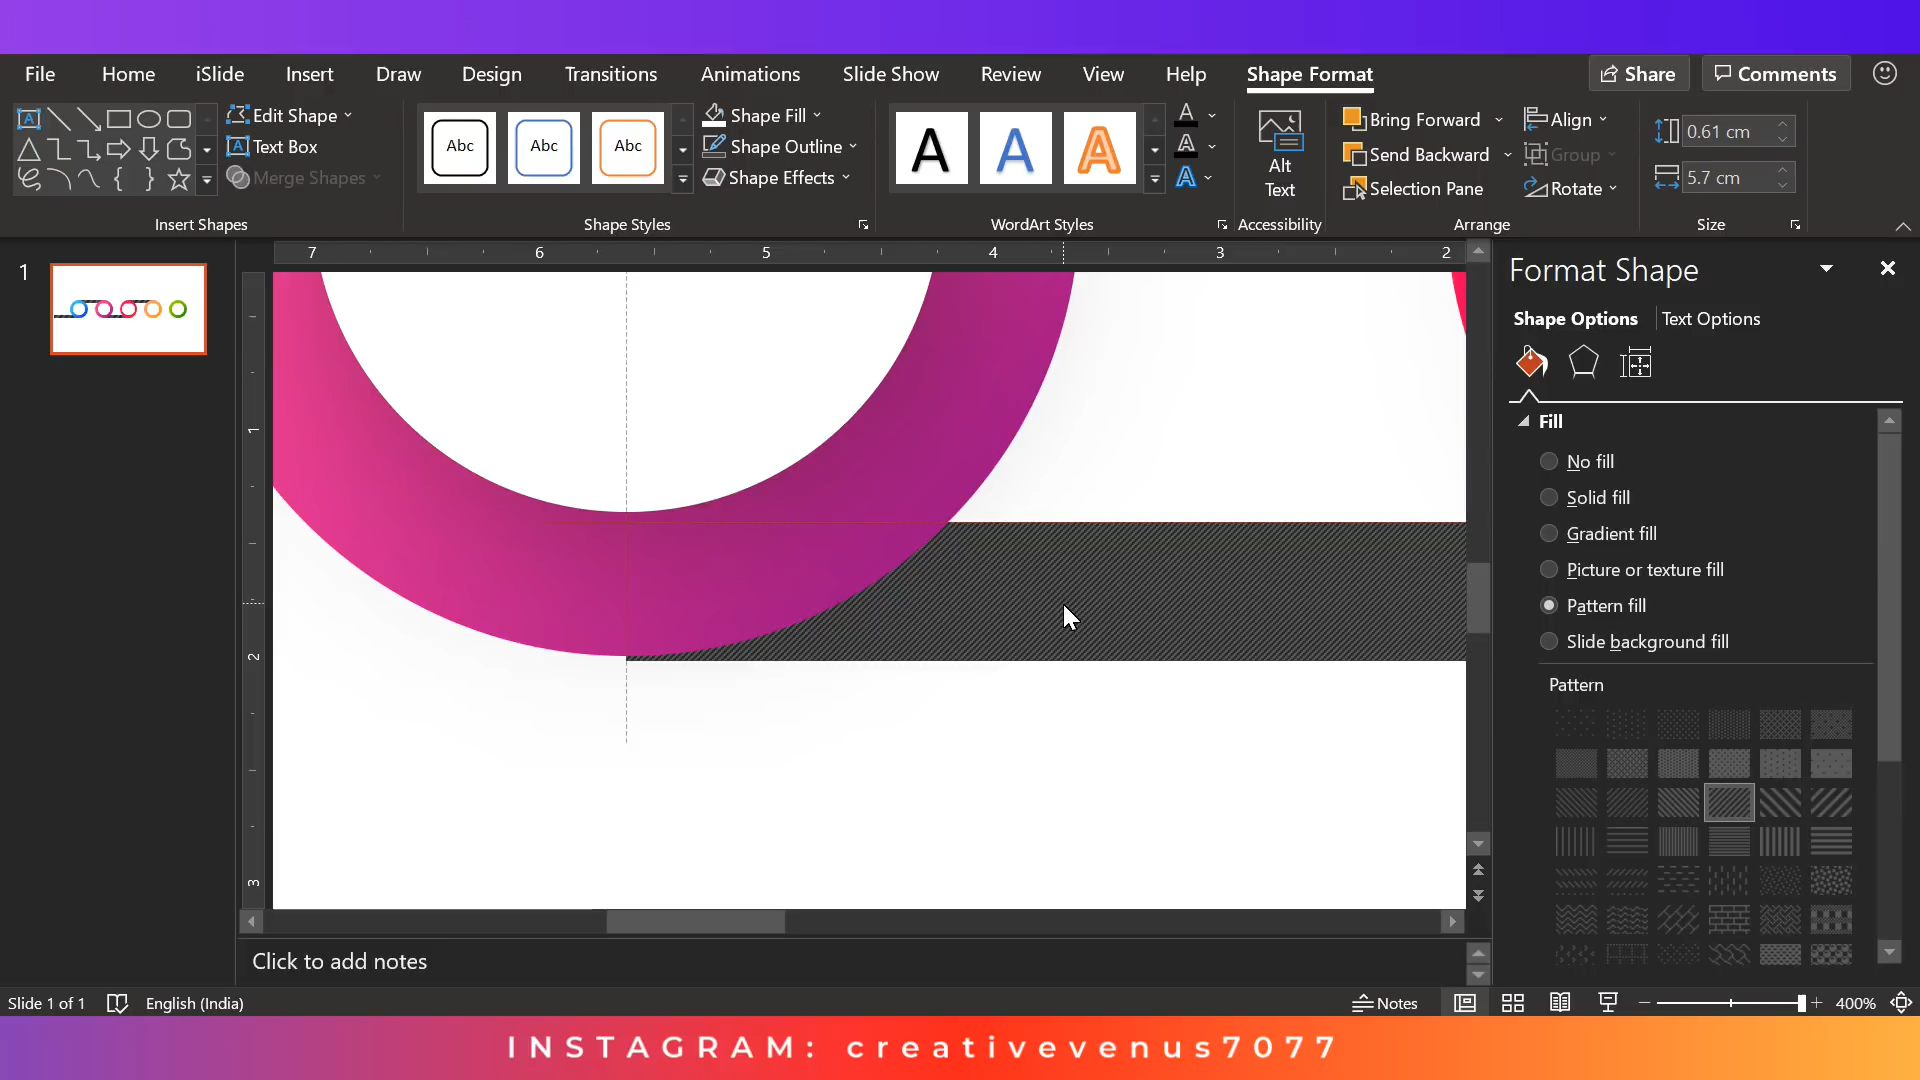 File Home iSlide Insert Draw Design Transitions Animations Slide Show Review View Help Shape Format Share Comments
Edit Shape
A Text Box
Merge Shapes
Insert Shapes
Abc Abc Abc
Shape Fill
Shape Outline
Shape Effects
Shape Styles
A A A
A
A
A
WordArt Styles
Alt
Text
Accessibility
Bring Forward Align
Send Backward Group
Selection Pane Rotate
Arrange
0.61 cm
5.7 cm
Size
1
7 6 5 4 3 2
1
2
3
Format Shape
Shape Options Text Options
Fill
No fill
Solid fill
Gradient fill
Picture or texture fill
Pattern fill
Slide background fill
Pattern
Click to add notes
Slide 1 of 1 English (India) Notes 400%
INSTAGRAM: creativevenus7077